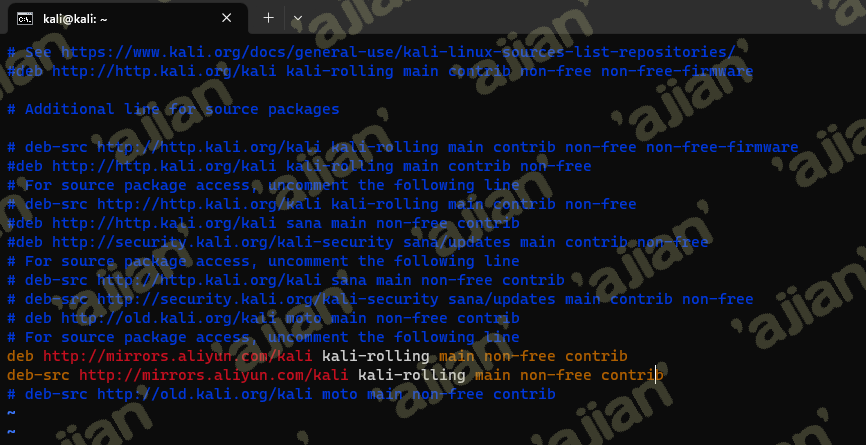 kali@kali: ~
# See https://www.kali.org/docs/general-use/kali-linux-sources-list-repositories/
#deb http://http.kali.org/kali kali-rolling main contrib non-free non-free-firmware
# Additional line for source packages
# deb-src http://http.kali.org/kali kali-rolling main contrib non-free non-free-firmware
#deb http://http.kali.org/kali kali-rolling main contrib non-free
# For source package access, uncomment the following line
# deb-src http://http.kali.org/kali kali-rolling main contrib non-free
#deb http://http.kali.org/kali sana main non-free contrib
#deb http://security.kali.org/kali-security sana/updates main contrib non-free
# For source package access, uncomment the following line
# deb-src http://http.kali.org/kali sana main non-free contrib
# deb-src http://security.kali.org/kali-security sana/updates main contrib non-free
# deb http://old.kali.org/kali moto main non-free contrib
# For source package access, uncomment the following line
deb http://mirrors.aliyun.com/kali kali-rolling main non-free contrib
deb-src http://mirrors.aliyun.com/kali kali-rolling main non-free contrib
# deb-src http://old.kali.org/kali moto main non-free contrib
~
~
'ajian'